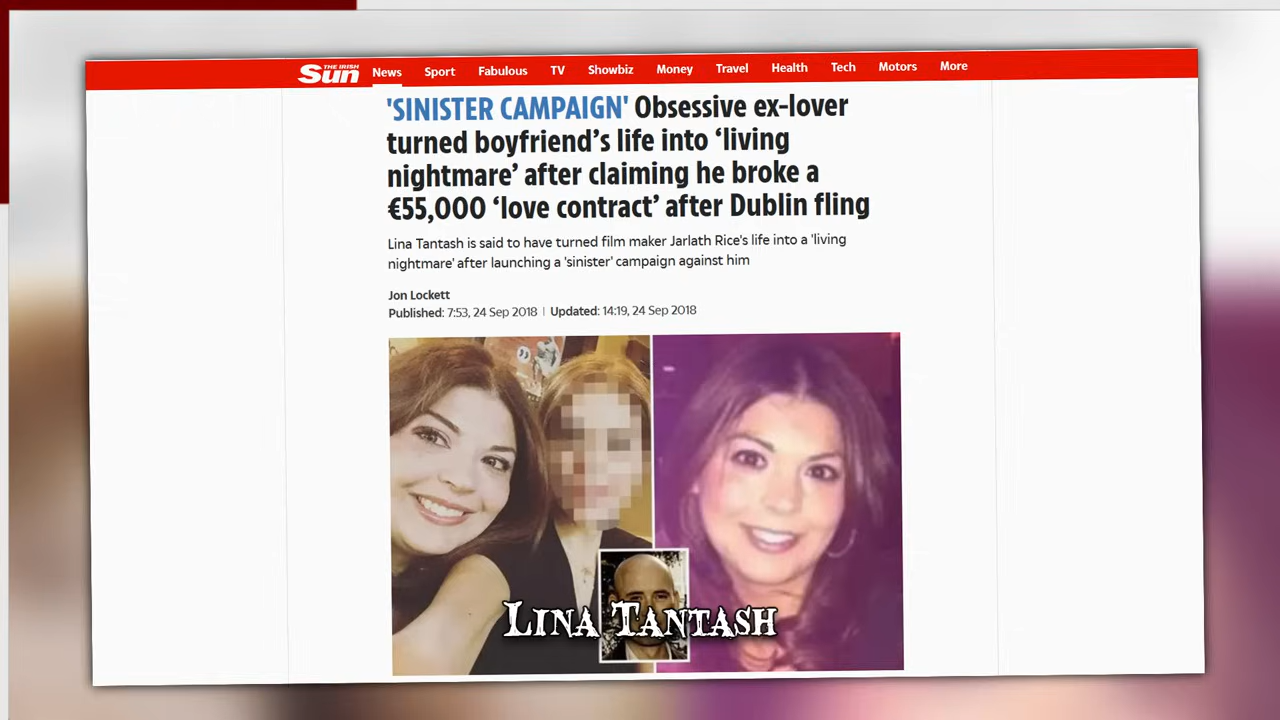 THE IRISH
Sun News Sport Fabulous TV Showbiz Money Travel Health Tech Motors More
'SINISTER CAMPAIGN' Obsessive ex-lover
turned boyfriend’s life into ‘living
nightmare’ after claiming he broke a
€55,000 ‘love contract’ after Dublin fling
Lina Tantash is said to have turned film maker Jarlath Rice's life into a 'living
nightmare' after launching a 'sinister' campaign against him
Jon Lockett
Published: 7:53, 24 Sep 2018 | Updated: 14:19, 24 Sep 2018
LINA TANTASH